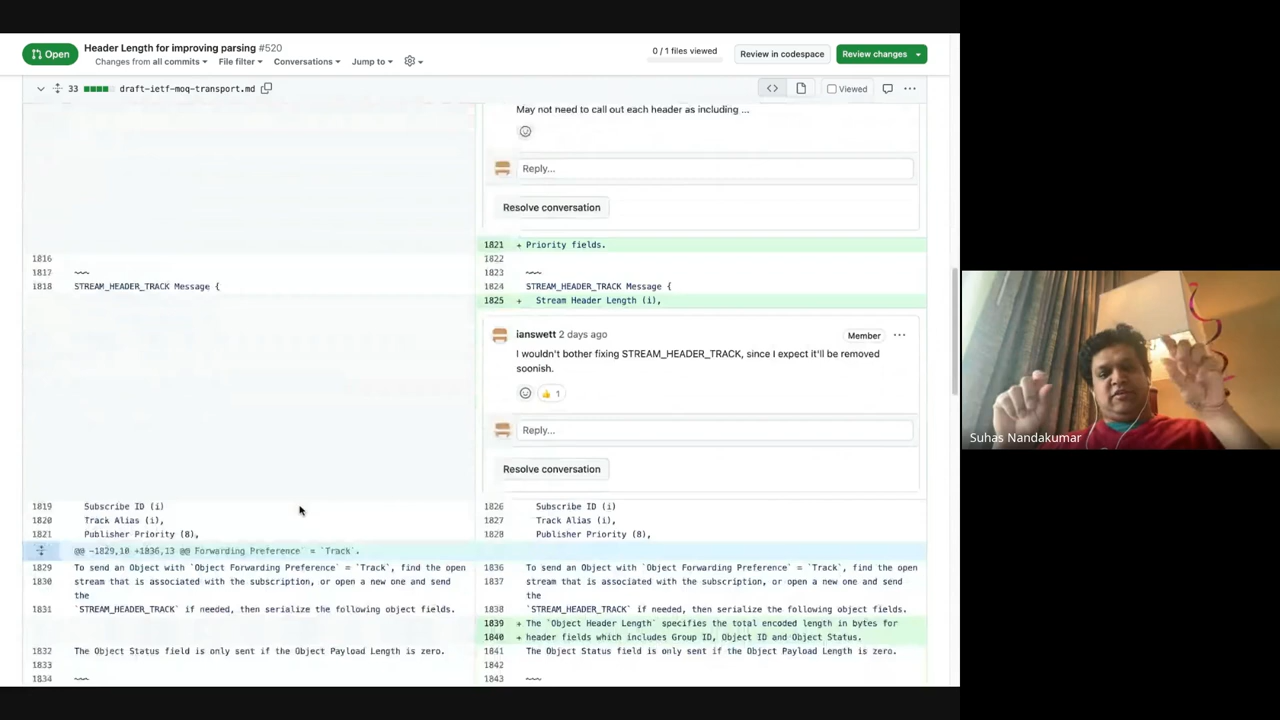 Open
Header Length for improving parsing #520
Changes from all commits
File filter
Conversations
Jump to
0 / 1 files viewed
Review in codespace
Review changes
33
draft-ietf-moq-transport.md
Viewed
May not need to call out each header as including ...
Reply...
Resolve conversation
1821 + Priority fields.
1816 1822
1817 ~~~ 1823 ~~~
1818 STREAM_HEADER_TRACK Message { 1824 STREAM_HEADER_TRACK Message {
1825 + Stream Header Length (i),
ianswett 2 days ago
Member
I wouldn't bother fixing STREAM_HEADER_TRACK, since I expect it'll be removed
soonish.
👍 1
Reply...
Resolve conversation
1819 Subscribe ID (i) 1826 Subscribe ID (i)
1820 Track Alias (i), 1827 Track Alias (i),
1821 Publisher Priority (8), 1828 Publisher Priority (8),
@@ -1829,10 +1836,13 @@ Forwarding Preference` = `Track`.
1829 To send an Object with `Object Forwarding Preference` = `Track`, find the open 1836 To send an Object with `Object Forwarding Preference` = `Track`, find the open
1830 stream that is associated with the subscription, or open a new one and send 1837 stream that is associated with the subscription, or open a new one and send
the the
1831 `STREAM_HEADER_TRACK` if needed, then serialize the following object fields. 1838 `STREAM_HEADER_TRACK` if needed, then serialize the following object fields.
1839 + The `Object Header Length` specifies the total encoded length in bytes for
1840 + header fields which includes Group ID, Object ID and Object Status.
1832 The Object Status field is only sent if the Object Payload Length is zero. 1841 The Object Status field is only sent if the Object Payload Length is zero.
1833 1842
1834 ~~~ 1843 ~~~
Suhas Nandakumar